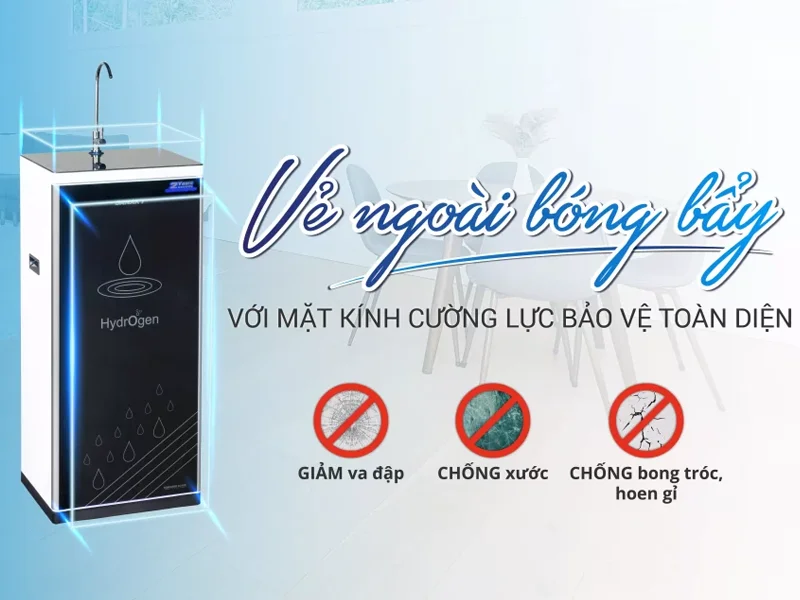 Vẻ ngoài bóng bẩy
VỚI MẶT KÍNH CƯỜNG LỰC BẢO VỆ TOÀN DIỆN
HydrOgen
GIẢM va đập
CHỐNG xước
CHỐNG bong tróc,
hoen gỉ